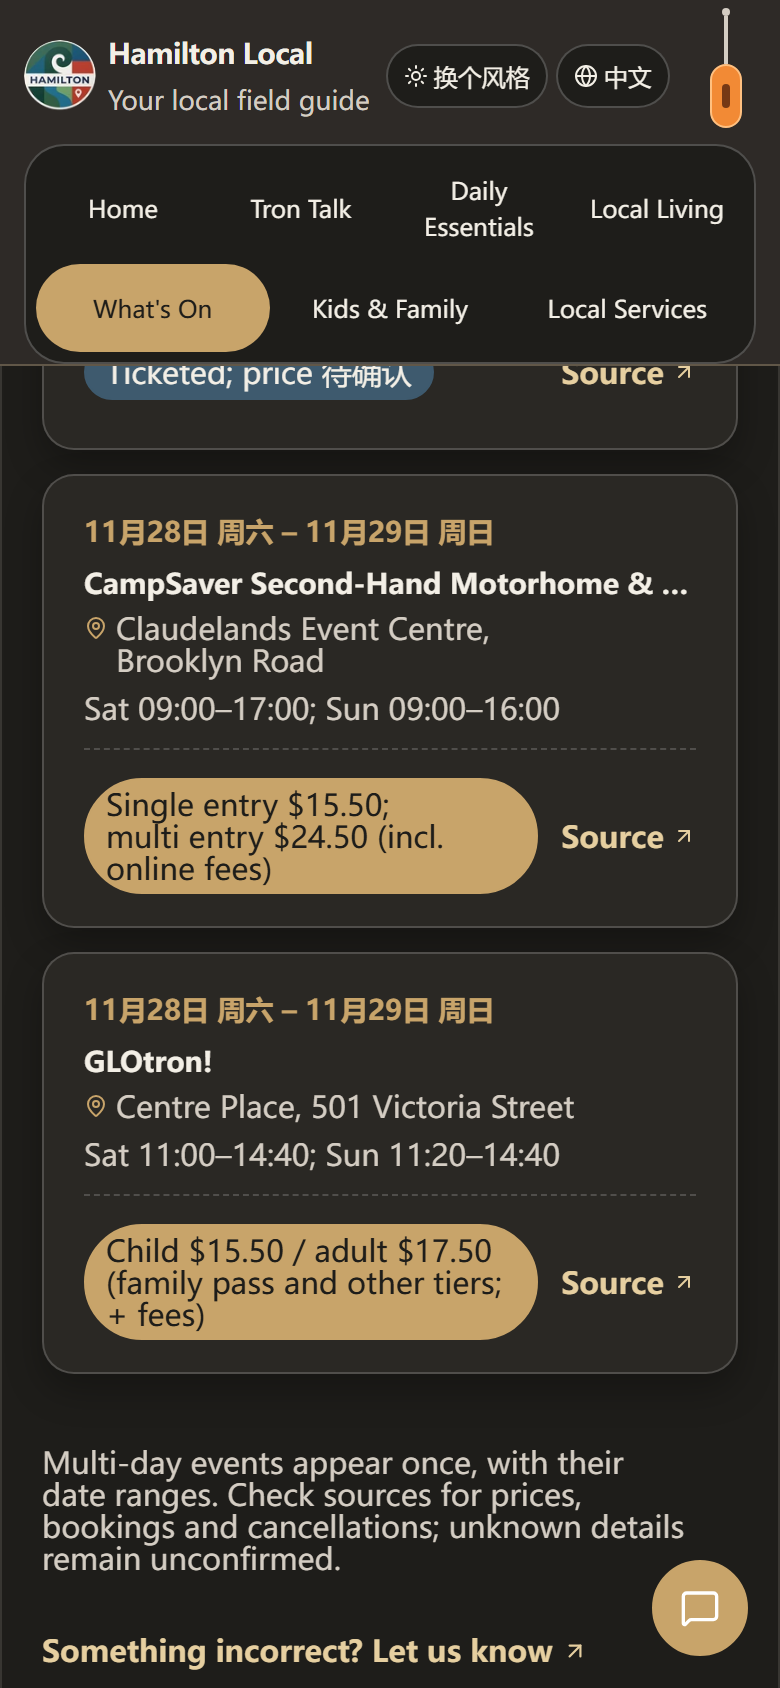 HAMILTON
Hamilton Local
Your local field guide
换个风格
中文
Home
Tron Talk
Daily
Essentials
Local Living
What's On
Kids & Family
Local Services
Ticketed; price 待确认
Source
11月28日 周六 – 11月29日 周日
CampSaver Second-Hand Motorhome & ...
Claudelands Event Centre,
Brooklyn Road
Sat 09:00–17:00; Sun 09:00–16:00
Single entry $15.50;
multi entry $24.50 (incl.
online fees)
Source
11月28日 周六 – 11月29日 周日
GLOtron!
Centre Place, 501 Victoria Street
Sat 11:00–14:40; Sun 11:20–14:40
Child $15.50 / adult $17.50
(family pass and other tiers;
+ fees)
Source
Multi-day events appear once, with their
date ranges. Check sources for prices,
bookings and cancellations; unknown details
remain unconfirmed.
Something incorrect? Let us know